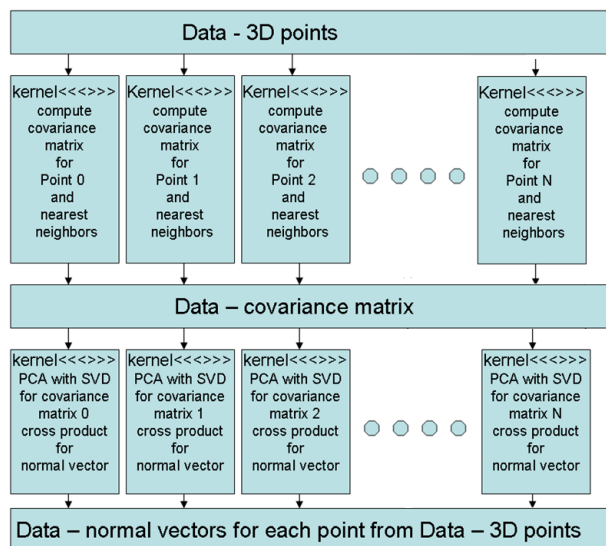 Data - 3D points
kernel<<<>>>
compute
covariance
matrix
for
Point 0
and
nearest
neighbors
Kernel<<<>>>
compute
covariance
matrix
for
Point 1
and
nearest
neighbors
Kernel<<<>>>
compute
covariance
matrix
for
Point 2
and
nearest
neighbors
Kernel<<<>>>
compute
covariance
matrix
for
Point N
and
nearest
neighbors
Data – covariance matrix
kernel<<<>>>
PCA with SVD
for covariance
matrix 0
cross product
for
normal vector
kernel<<<>>>
PCA with SVD
for covariance
matrix 1
cross product
for
normal vector
kernel<<<>>>
PCA with SVD
for covariance
matrix 2
cross product
for
normal vector
kernel<<<>>>
PCA with SVD
for covariance
matrix N
cross product
for
normal vector
Data – normal vectors for each point from Data – 3D points